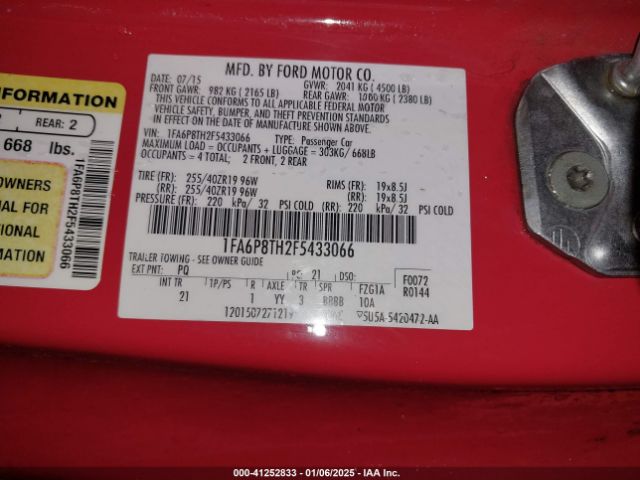 MFD. BY FORD MOTOR CO.
DATE: 07/15 GVWR: 2041 KG ( 4500 LB)
FRONT GAWR: 982 KG ( 2165 LB) REAR GAWR: 1080 KG ( 2380 LB)
THIS VEHICLE CONFORMS TO ALL APPLICABLE FEDERAL MOTOR
VEHICLE SAFETY, BUMPER, AND THEFT PREVENTION STANDARDS
IN EFFECT ON THE DATE OF MANUFACTURE SHOWN ABOVE.
VIN: 1FA6P8TH2F5433066 TYPE: Passenger Car
MAXIMUM LOAD = OCCUPANTS + LUGGAGE = 303KG/ 668LB
OCCUPANTS = 4 TOTAL; 2 FRONT, 2 REAR
TIRE (FR): 255/40ZR19 96W RIMS (FR): 19x8.5J
(RR): 255/40ZR19 96W (RR): 19x8.5J
PRESSURE (FR): 220 kPa/ 32 PSI COLD (RR): 220 kPa/ 32 PSI COLD
1FA6P8TH2F5433066
TRAILER TOWING - SEE OWNER GUIDE
EXT PNT: PQ RC: 21 DSO: F0072
INT TR TP/PS R AXLE TR SPR FZG1A R0144
21 1 YY 3 BBBB 10A
1201507271219 SU5A-5420472-AA
NFORMATION
REAR: 2
668 lbs.
OWNERS
UAL FOR
TIONAL
RMATION
1FA6P8TH2F5433066
© 000 - 41252833 - 01/06/2025 - IAA Inc.